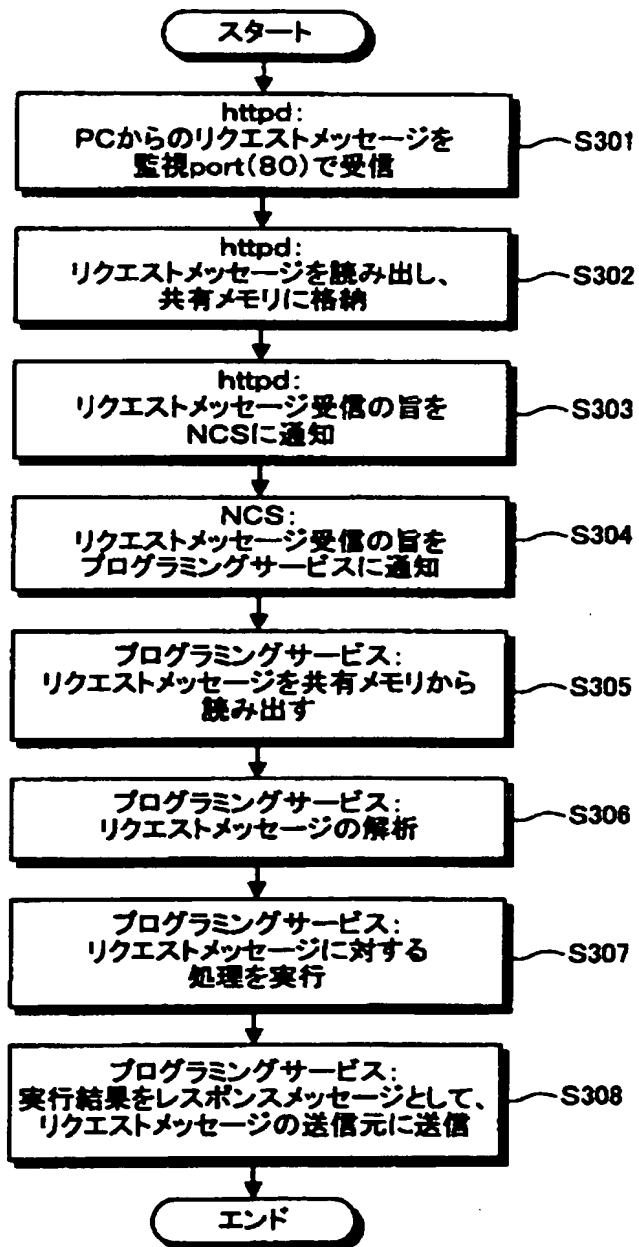 スタート
httpd:
PCからのリクエストメッセージを
監視port(80)で受信
S301
httpd:
リクエストメッセージを読み出し、
共有メモリに格納
S302
httpd:
リクエストメッセージ受信の旨を
NCSに通知
S303
NCS:
リクエストメッセージ受信の旨を
プログラミングサービスに通知
S304
プログラミングサービス:
リクエストメッセージを共有メモリから
読み出す
S305
プログラミングサービス:
リクエストメッセージの解析
S306
プログラミングサービス:
リクエストメッセージに対する
処理を実行
S307
プログラミングサービス:
実行結果をレスポンスメッセージとして、
リクエストメッセージの送信元に送信
S308
エンド